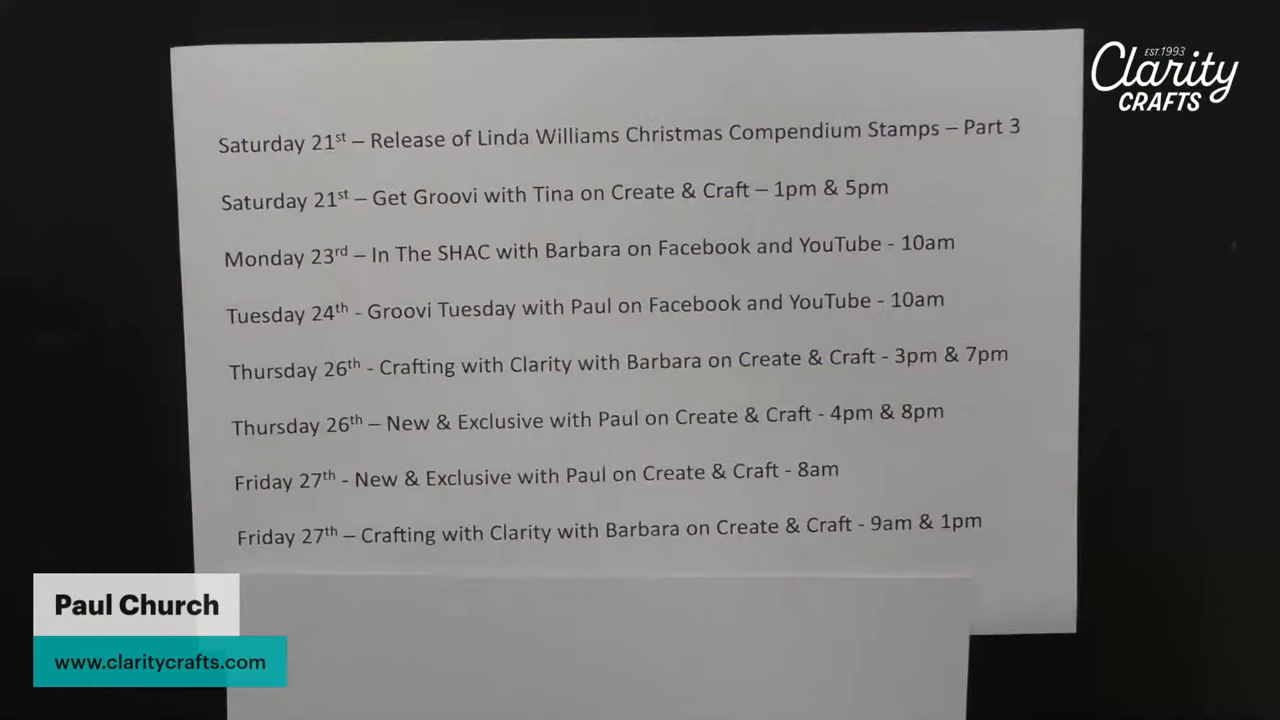 EST.1993
Clarity
CRAFTS
Saturday 21st – Release of Linda Williams Christmas Compendium Stamps – Part 3
Saturday 21st – Get Groovi with Tina on Create & Craft – 1pm & 5pm
Monday 23rd – In The SHAC with Barbara on Facebook and YouTube - 10am
Tuesday 24th - Groovi Tuesday with Paul on Facebook and YouTube - 10am
Thursday 26th - Crafting with Clarity with Barbara on Create & Craft - 3pm & 7pm
Thursday 26th – New & Exclusive with Paul on Create & Craft - 4pm & 8pm
Friday 27th - New & Exclusive with Paul on Create & Craft - 8am
Friday 27th – Crafting with Clarity with Barbara on Create & Craft - 9am & 1pm
Paul Church
www.claritycrafts.com